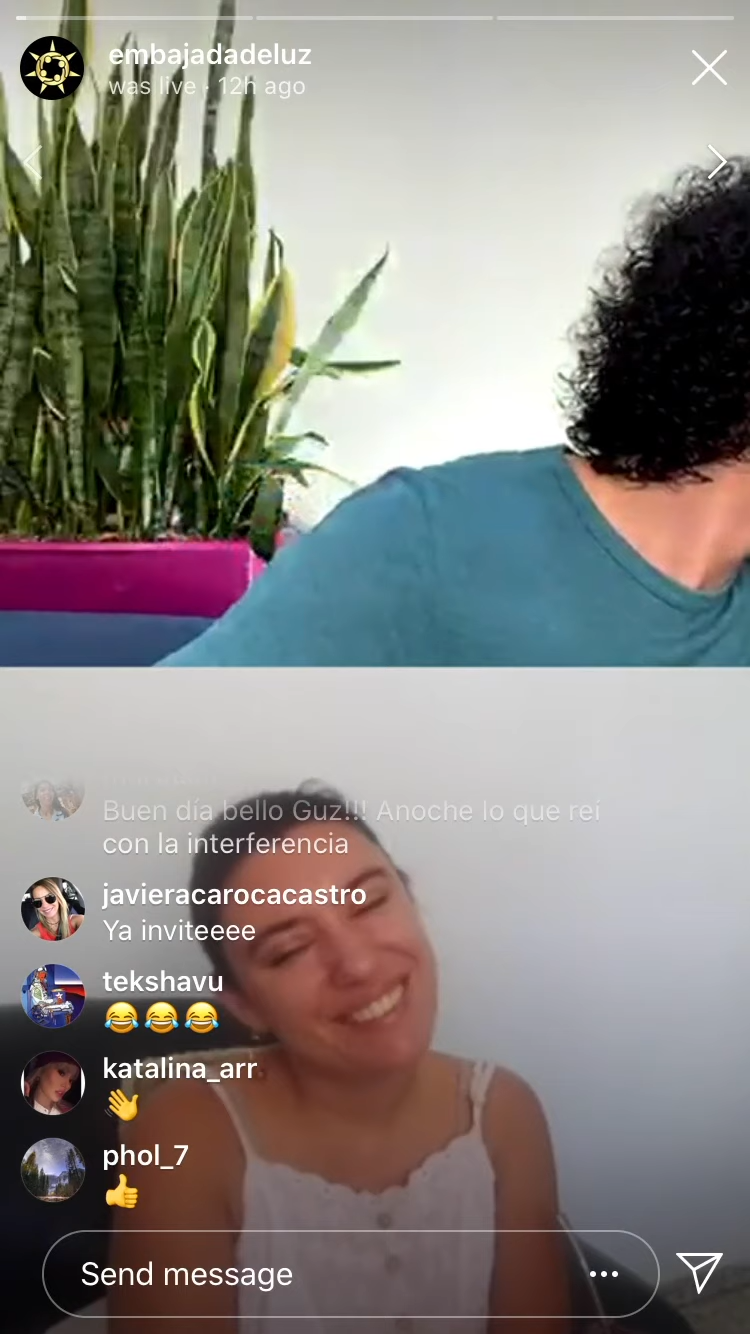 embajadadeluz
was live · 12h ago
Buen día bello Guz!!! Anoche lo que reí
con la interferencia
javieracarocacastro
Ya inviteeee
tekshavu
😂😂😂
katalina_arr
👋
phol_7
👍
Send message